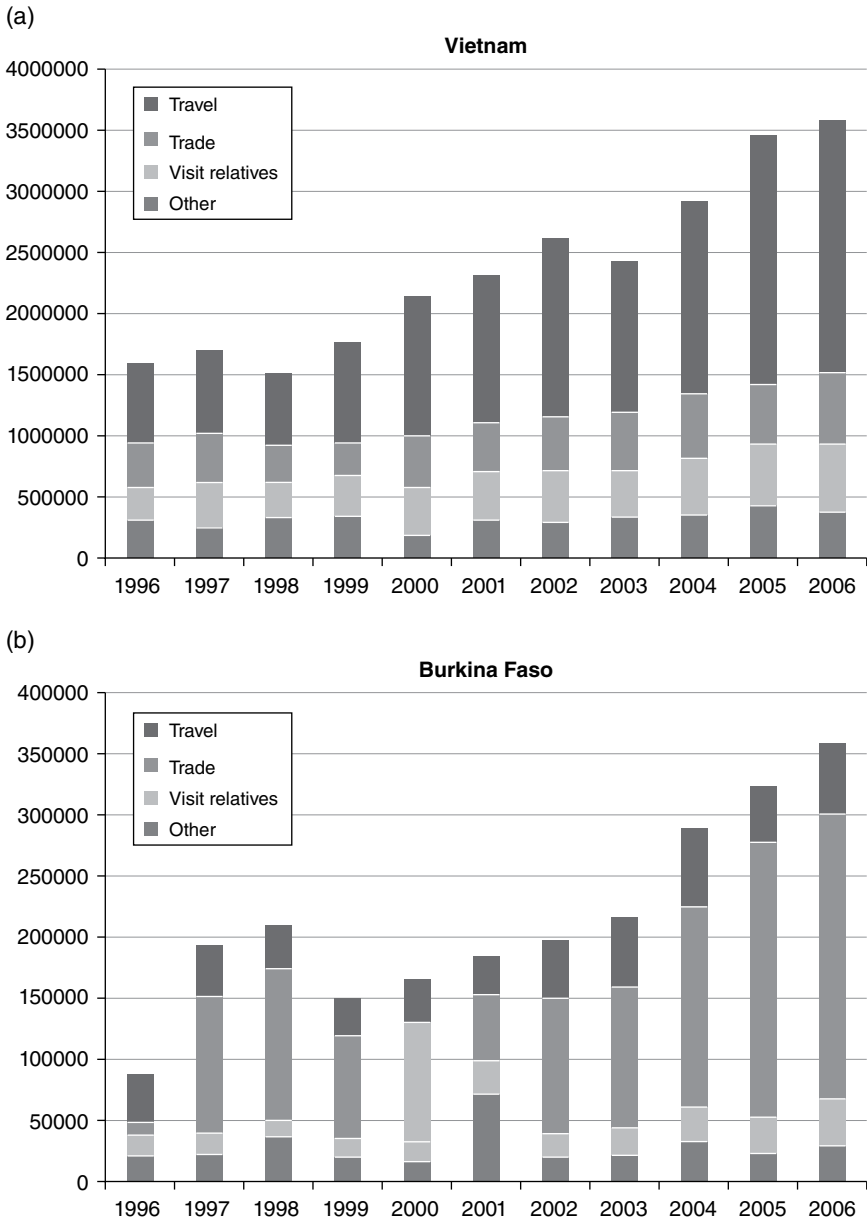 (a)
Vietnam
4000000
3500000
3000000
2500000
2000000
1500000
1000000
500000
0
Travel
Trade
Visit relatives
Other
1996 1997 1998 1999 2000 2001 2002 2003 2004 2005 2006
(b)
Burkina Faso
400000
350000
300000
250000
200000
150000
100000
50000
0
Travel
Trade
Visit relatives
Other
1996 1997 1998 1999 2000 2001 2002 2003 2004 2005 2006